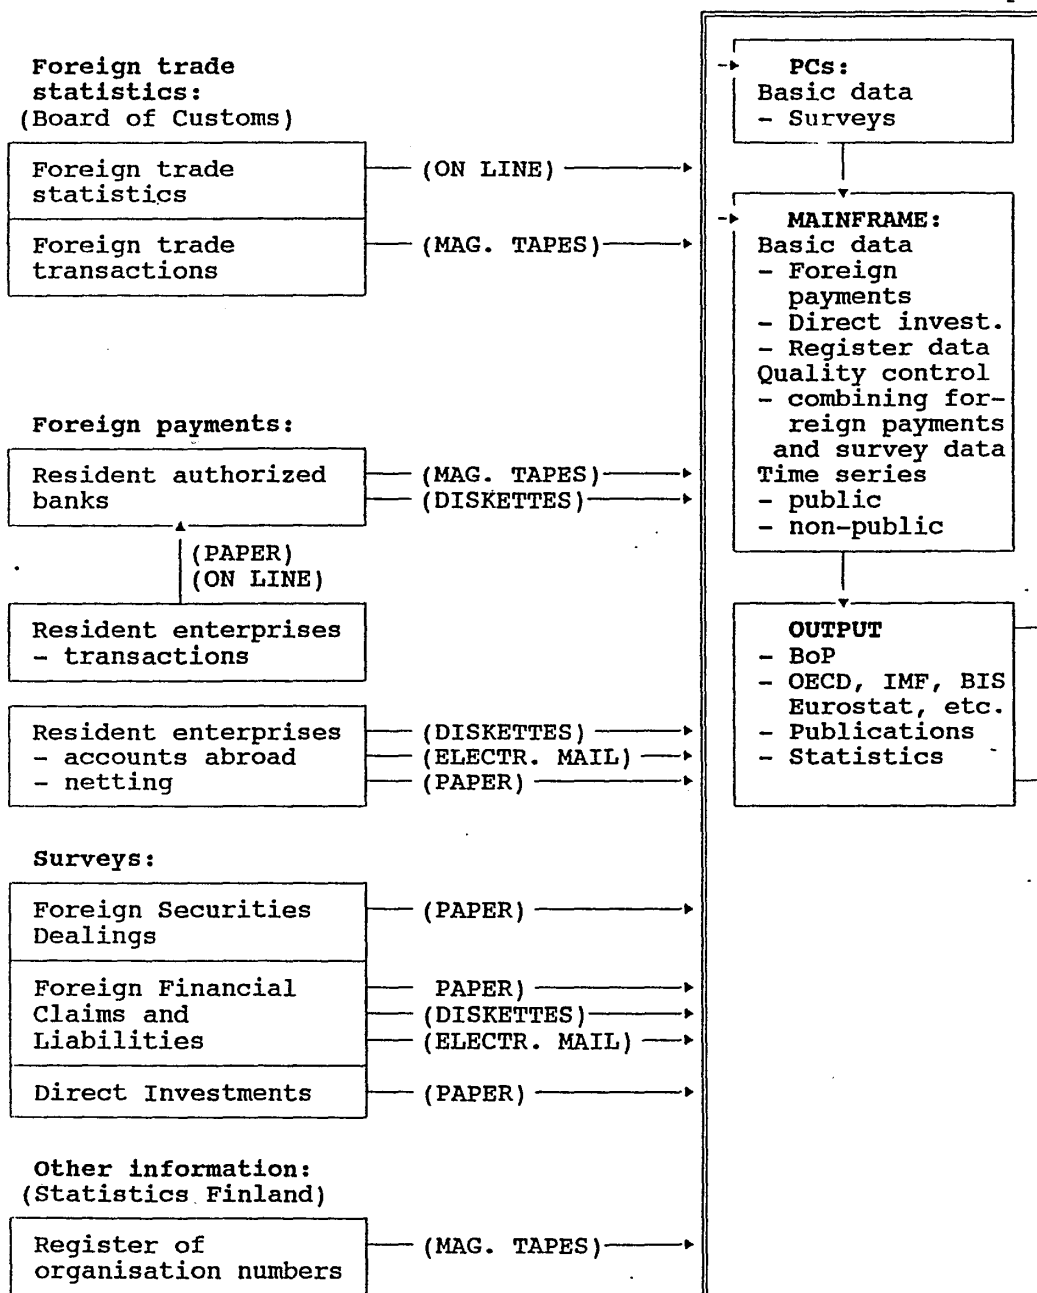 Foreign trade
statistics:
(Board of Customs)
Foreign trade
statistics
(ON LINE)
Foreign trade
transactions
(MAG. TAPES)
Foreign payments:
Resident authorized
banks
(MAG. TAPES)
(DISKETTES)
(PAPER)
(ON LINE)
Resident enterprises
- transactions
Resident enterprises
- accounts abroad
- netting
(DISKETTES)
(ELECTR. MAIL)
(PAPER)
Surveys:
Foreign Securities
Dealings
(PAPER)
Foreign Financial
Claims and
Liabilities
PAPER)
(DISKETTES)
(ELECTR. MAIL)
Direct Investments
(PAPER)
Other information:
(Statistics Finland)
Register of
organisation numbers
(MAG. TAPES)
PCs:
Basic data
- Surveys
MAINFRAME:
Basic data
- Foreign
payments
- Direct invest.
- Register data
Quality control
- combining for-
reign payments
and survey data
Time series
- public
- non-public
OUTPUT
- BoP
- OECD, IMF, BIS
Eurostat, etc.
- Publications
- Statistics